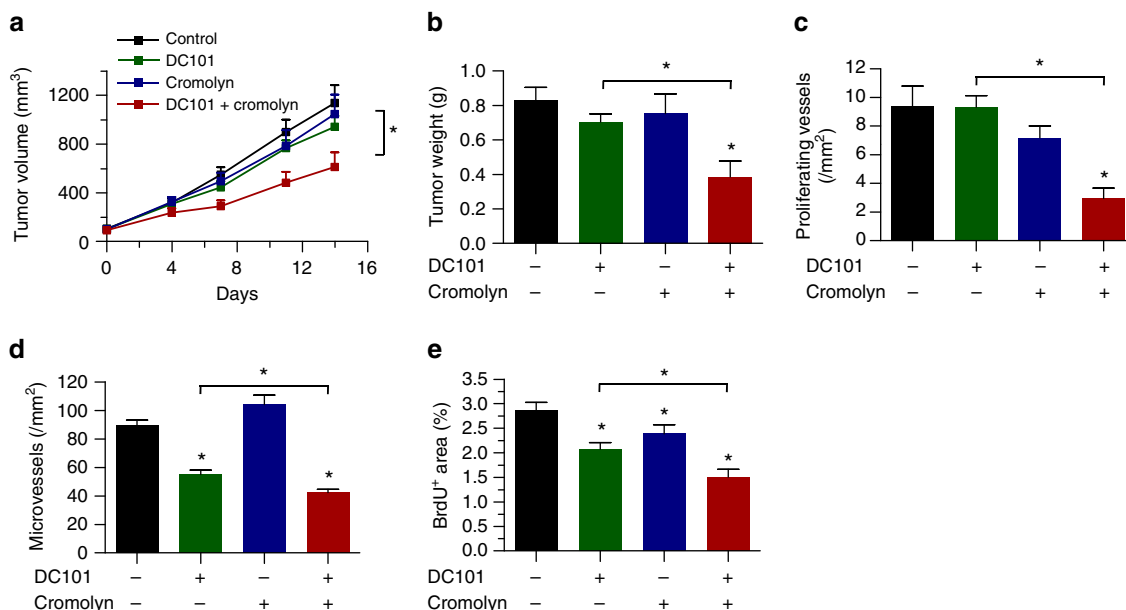 a
Control
DC101
Cromolyn
DC101 + cromolyn
Tumor volume (mm³)
1200
800
400
0
*
0 4 8 12 16
Days
b
Tumor weight (g)
1.0
0.8
0.6
0.4
0.2
0.0
*
*
DC101 – + – +
Cromolyn – – + +
c
Proliferating vessels
(/mm²)
12
10
8
6
4
2
0
*
*
DC101 – + – +
Cromolyn – – + +
d
Microvessels (/mm²)
120
100
80
60
40
20
0
*
*
*
DC101 – + – +
Cromolyn – – + +
e
BrdU⁺ area (%)
3.5
3.0
2.5
2.0
1.5
1.0
0.5
0.0
*
*
*
*
DC101 – + – +
Cromolyn – – + +